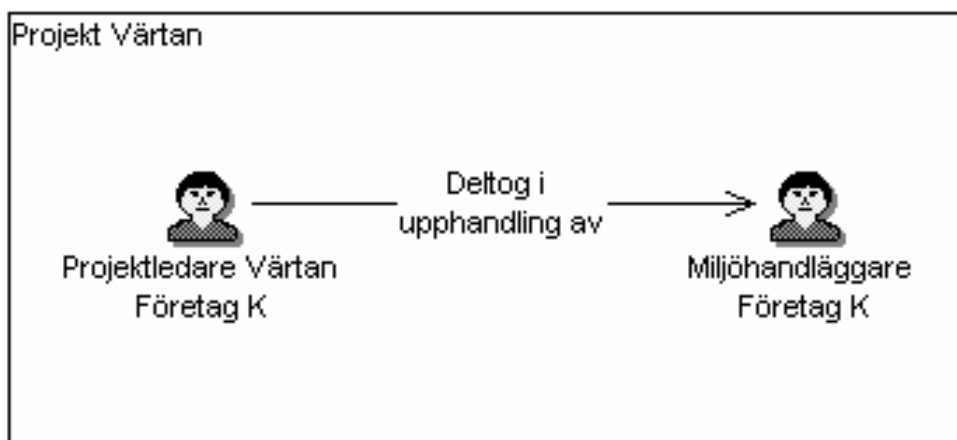 Projekt Värtan
Deltog i
upphandling av
Projektledare Värtan
Företag K
Miljöhandläggare
Företag K